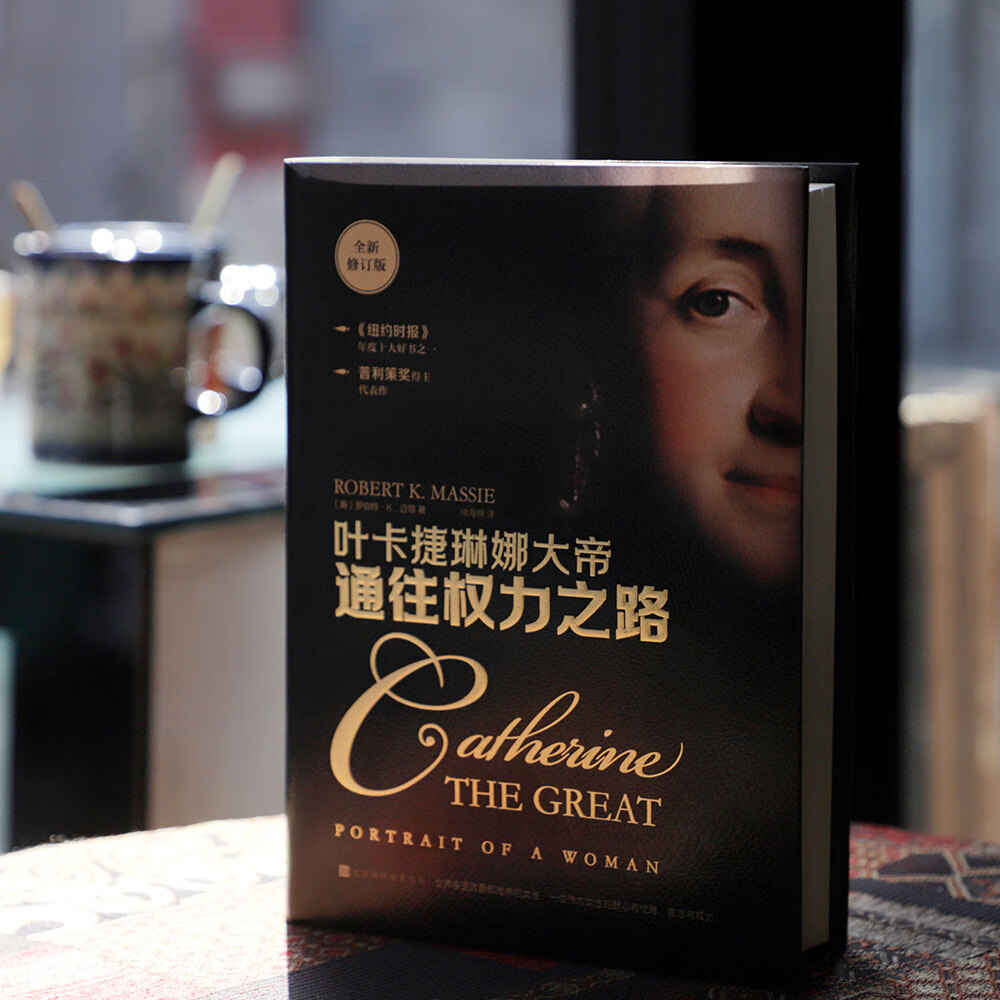 全新
修订版
《纽约时报》
年度十大好书之一
普利策奖得主
代表作
ROBERT K. MASSIE
[美] 罗伯特·K. 迈锡 著
叶卡捷琳娜大帝
通往权力之路
Catherine
THE GREAT
PORTRAIT OF A WOMAN